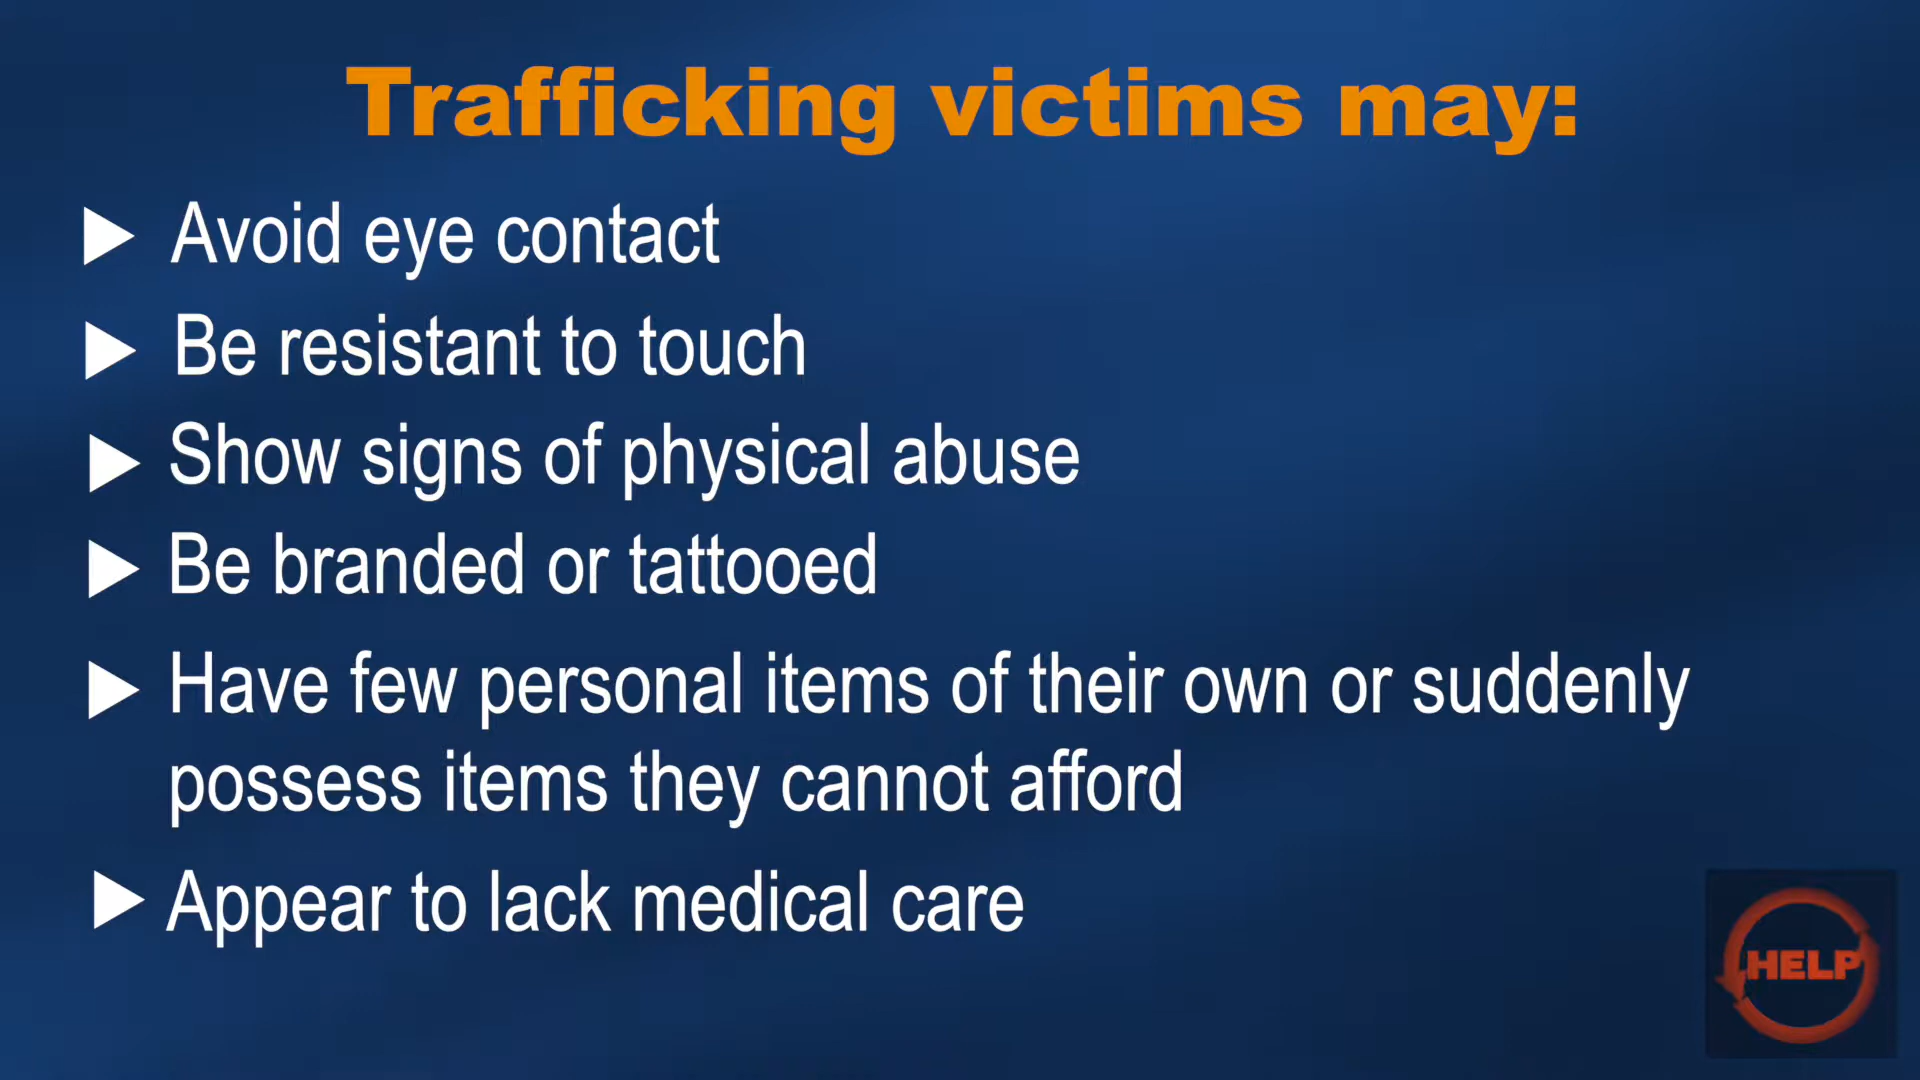 Trafficking victims may:
Avoid eye contact
Be resistant to touch
Show signs of physical abuse
Be branded or tattooed
Have few personal items of their own or suddenly
possess items they cannot afford
Appear to lack medical care
HELP